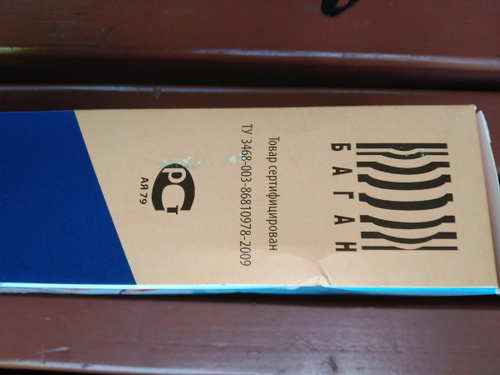 БАГАН
Товар сертифицирован
ТУ 3468-003-86810978-2009
РСТ
АЯ 79